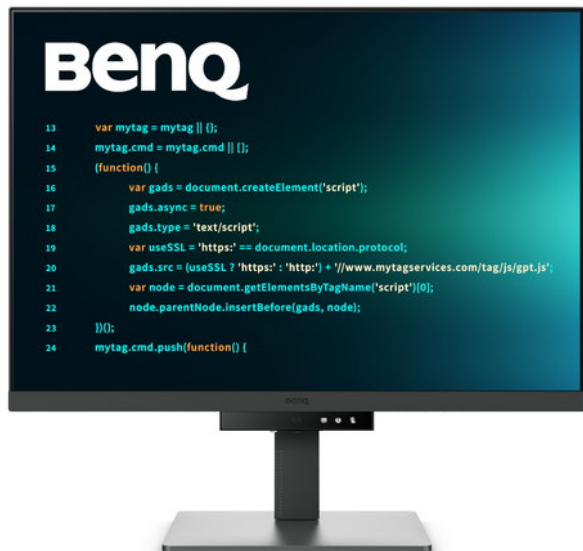 BenQ
13 var mytag = mytag || {};
14 mytag.cmd = mytag.cmd || [];
15 (function() {
16 var gads = document.createElement('script');
17 gads.async = true;
18 gads.type = 'text/script';
19 var useSSL = 'https:' == document.location.protocol;
20 gads.src = (useSSL ? 'https:' : 'http:') + '//www.mytagservices.com/tag/js/gpt.js';
21 var node = document.getElementsByTagName('script')[0];
22 node.parentNode.insertBefore(gads, node);
23 })();
24 mytag.cmd.push(function() {
BenQ